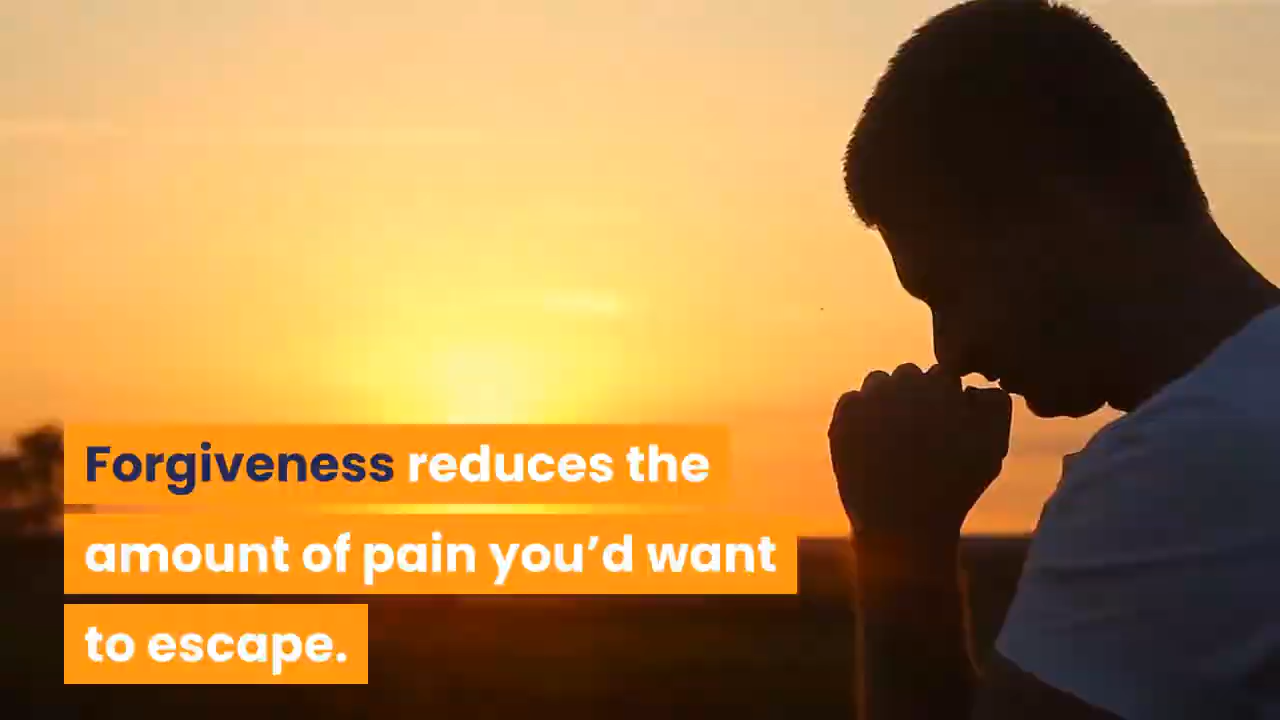 Forgiveness reduces the
amount of pain you’d want
to escape.